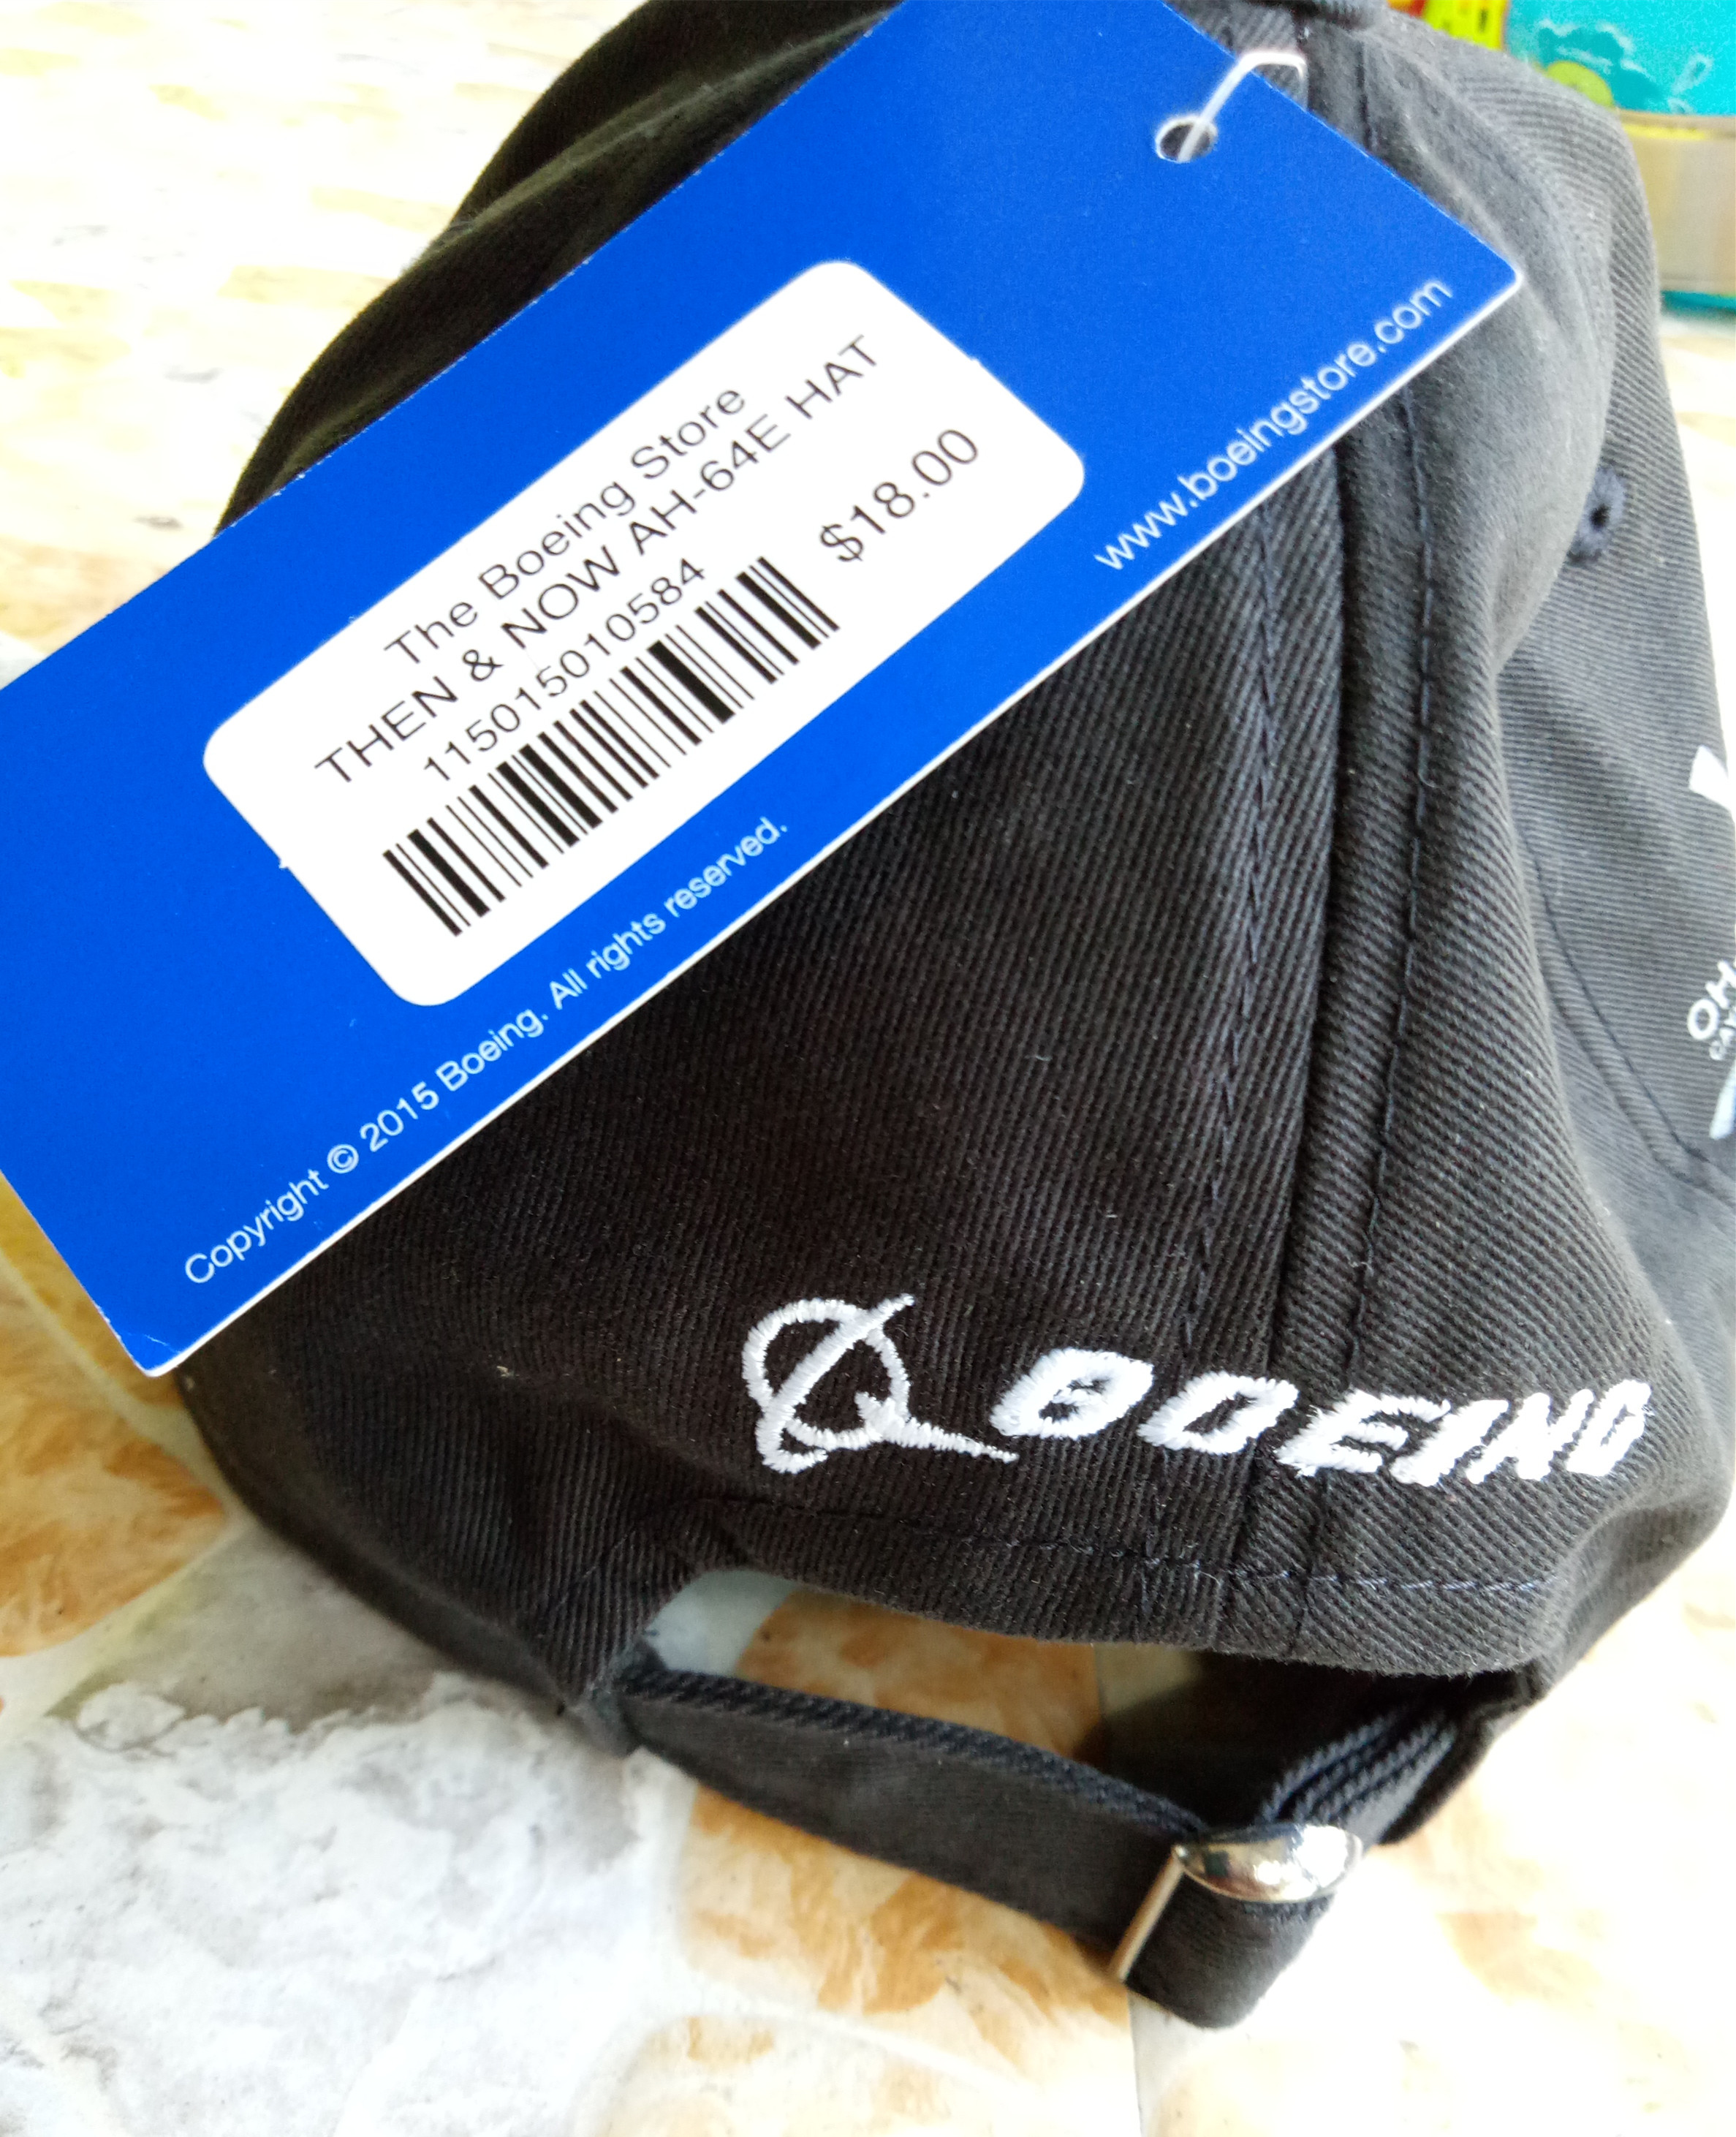 The Boeing Store
THEN & NOW AH-64E HAT
115015010584
$18.00
www.boeingstore.com
Copyright © 2015 Boeing. All rights reserved.
BOEING
OH